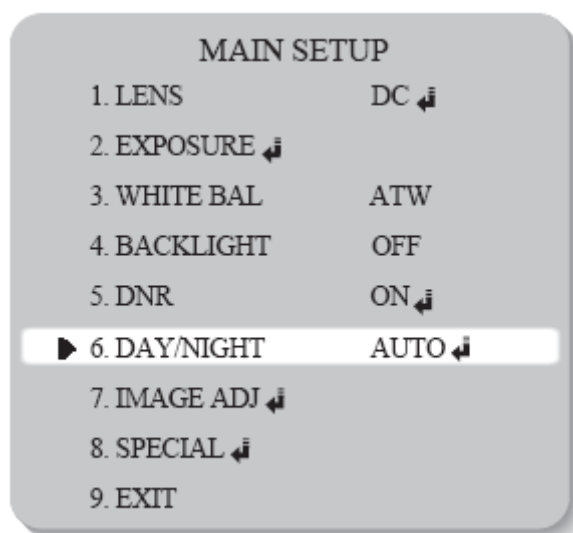 MAIN SETUP
1. LENS DC ↲
2. EXPOSURE ↲
3. WHITE BAL ATW
4. BACKLIGHT OFF
5. DNR ON ↲
▶ 6. DAY/NIGHT AUTO ↲
7. IMAGE ADJ ↲
8. SPECIAL ↲
9. EXIT